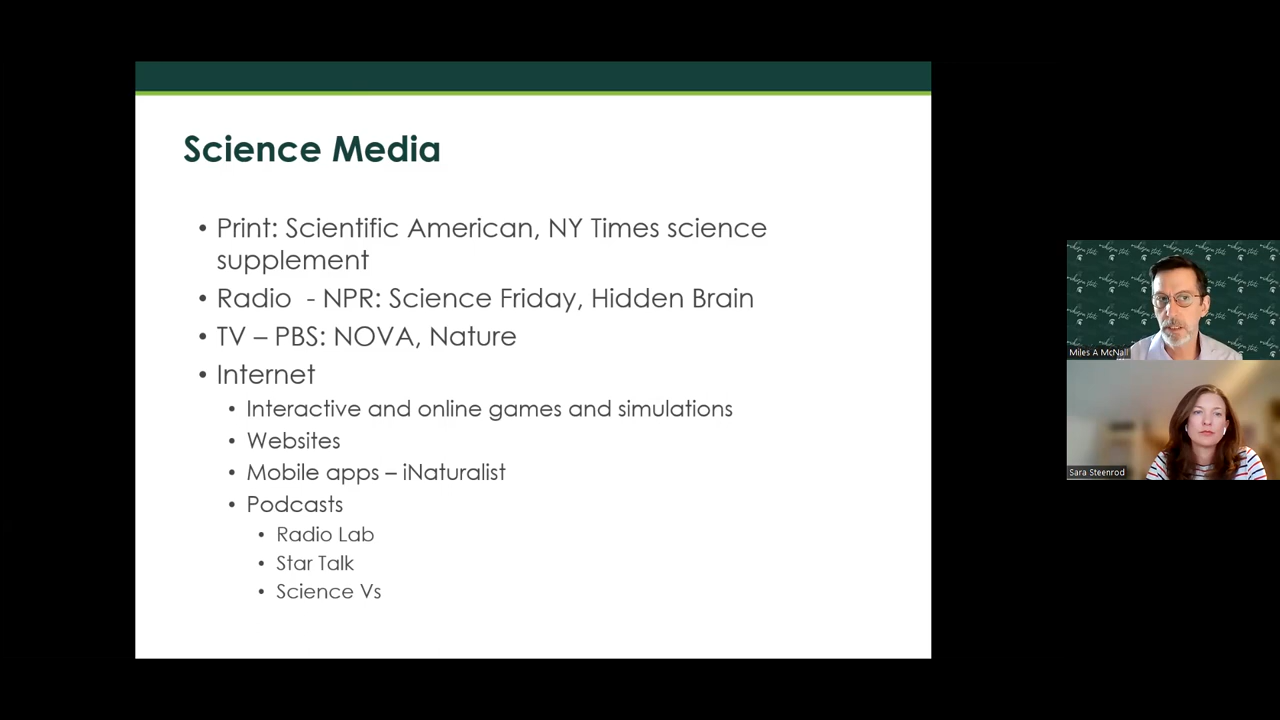 Science Media
• Print: Scientific American, NY Times science
supplement
• Radio - NPR: Science Friday, Hidden Brain
• TV – PBS: NOVA, Nature
• Internet
• Interactive and online games and simulations
• Websites
• Mobile apps – iNaturalist
• Podcasts
• Radio Lab
• Star Talk
• Science Vs
Miles A McNall
Sara Steenrod